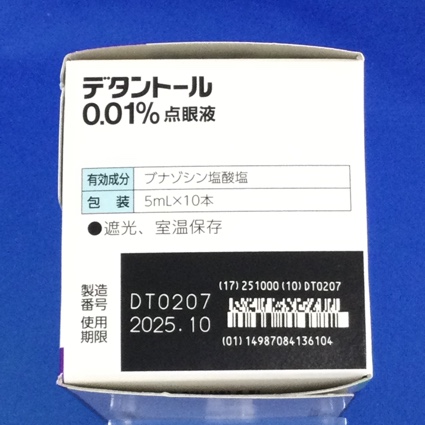 デタントール
0.01%点眼液
有効成分 ブナゾシン塩酸塩
包装 5mL×10本
●遮光、室温保存
(17)251000(10)DT0207
製造番号 DT0207
使用期限 2025.10
(01)14987084136104